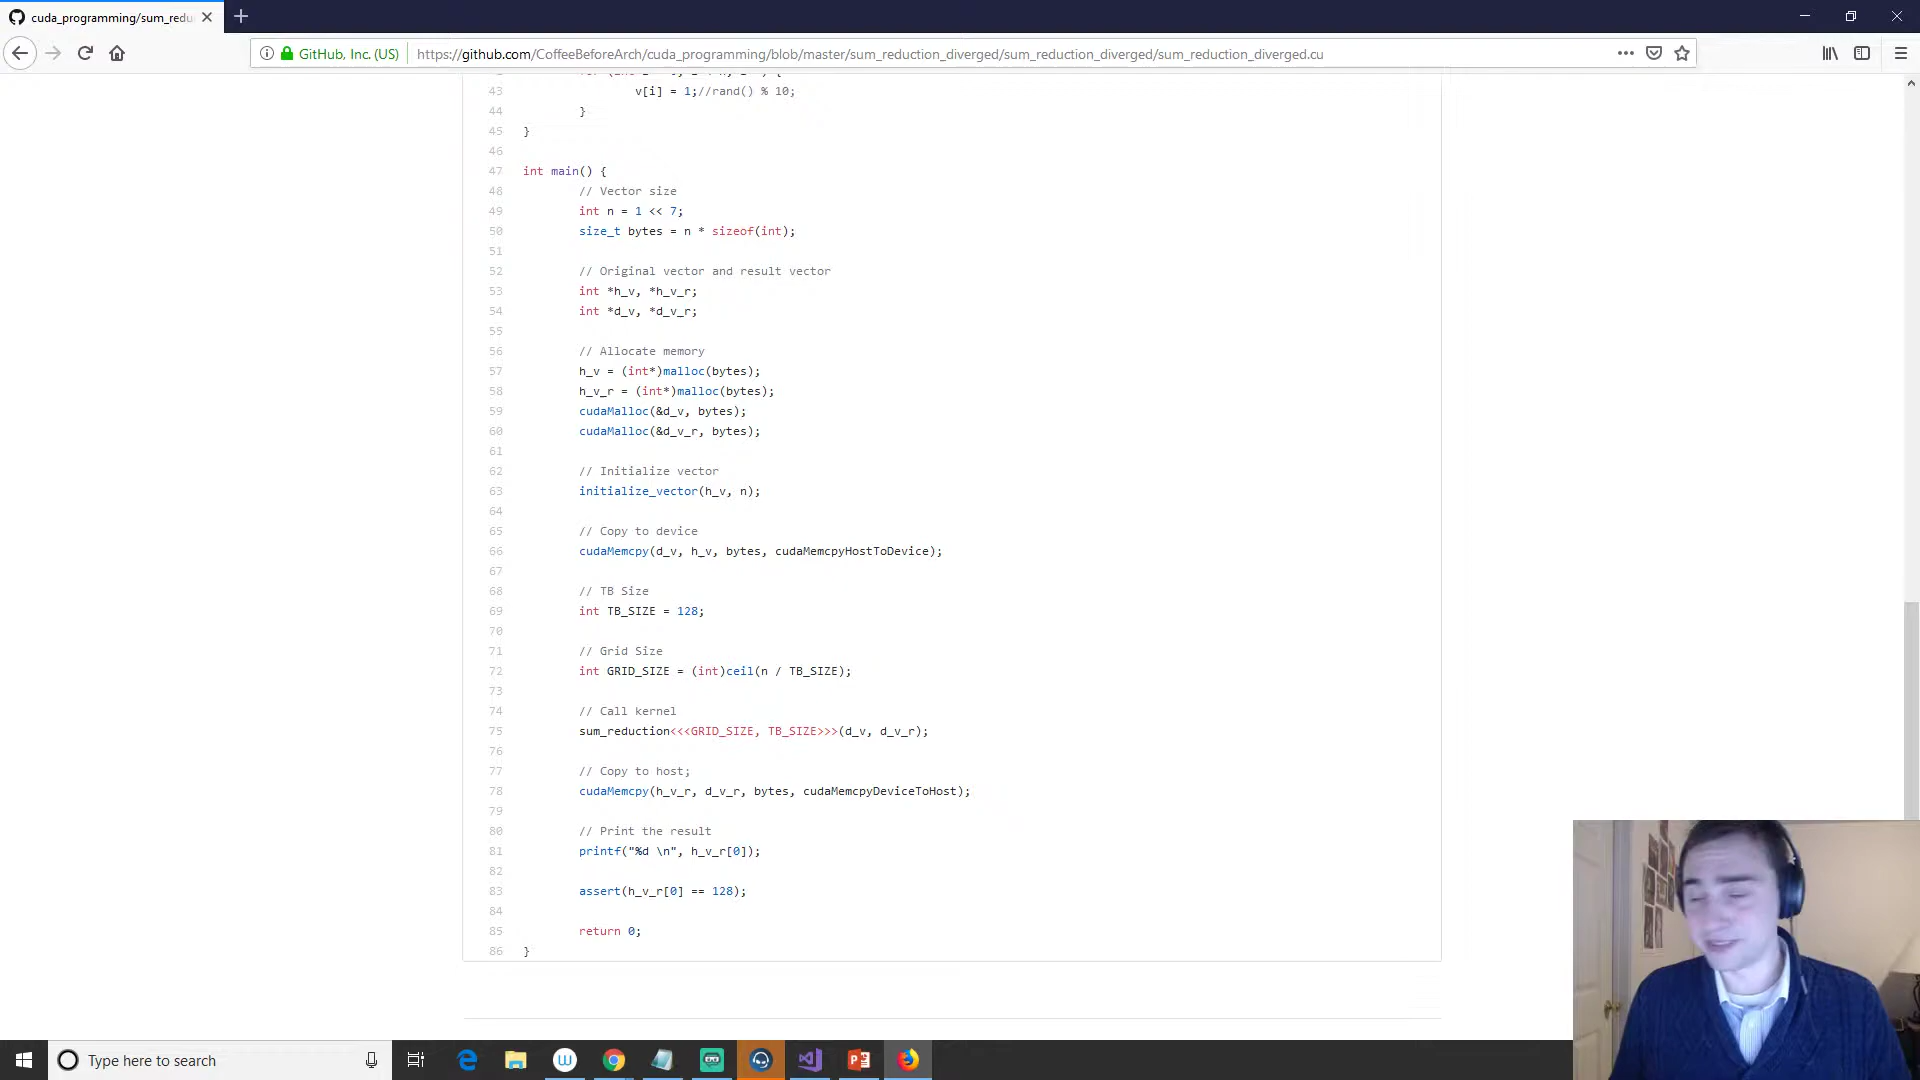 cuda_programming/sum_redu
GitHub, Inc. (US)
https://github.com/CoffeeBeforeArch/cuda_programming/blob/master/sum_reduction_diverged/sum_reduction_diverged/sum_reduction_diverged.cu
43 v[i] = 1;//rand() % 10;
44 }
45 }
46
47 int main() {
48 // Vector size
49 int n = 1 << 7;
50 size_t bytes = n * sizeof(int);
51
52 // Original vector and result vector
53 int *h_v, *h_v_r;
54 int *d_v, *d_v_r;
55
56 // Allocate memory
57 h_v = (int*)malloc(bytes);
58 h_v_r = (int*)malloc(bytes);
59 cudaMalloc(&d_v, bytes);
60 cudaMalloc(&d_v_r, bytes);
61
62 // Initialize vector
63 initialize_vector(h_v, n);
64
65 // Copy to device
66 cudaMemcpy(d_v, h_v, bytes, cudaMemcpyHostToDevice);
67
68 // TB Size
69 int TB_SIZE = 128;
70
71 // Grid Size
72 int GRID_SIZE = (int)ceil(n / TB_SIZE);
73
74 // Call kernel
75 sum_reduction<<<GRID_SIZE, TB_SIZE>>>(d_v, d_v_r);
76
77 // Copy to host;
78 cudaMemcpy(h_v_r, d_v_r, bytes, cudaMemcpyDeviceToHost);
79
80 // Print the result
81 printf("%d \n", h_v_r[0]);
82
83 assert(h_v_r[0] == 128);
84
85 return 0;
86 }
Type here to search